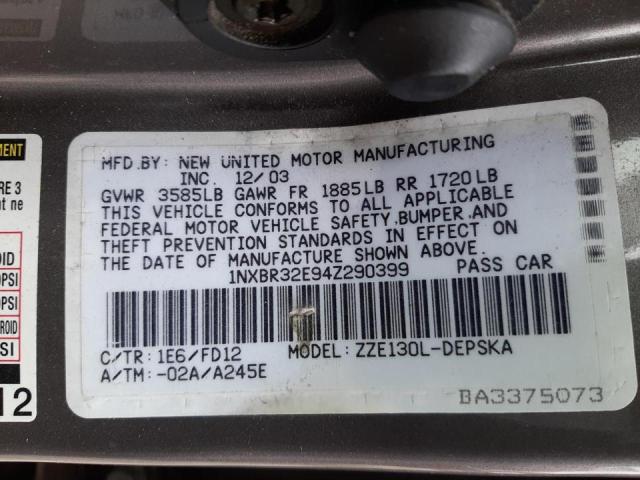 MFD.BY: NEW UNITED MOTOR MANUFACTURING
INC. 12/03
GVWR 3585LB GAWR FR 1885LB RR 1720LB
THIS VEHICLE CONFORMS TO ALL APPLICABLE
FEDERAL MOTOR VEHICLE SAFETY,BUMPER,AND
THEFT PREVENTION STANDARDS IN EFFECT ON
THE DATE OF MANUFACTURE SHOWN ABOVE.
1NXBR32E94Z290399 PASS CAR
C/TR: 1E6/FD12 MODEL: ZZE130L-DEPSKA
A/TM: -02A/A245E
BA3375073
12